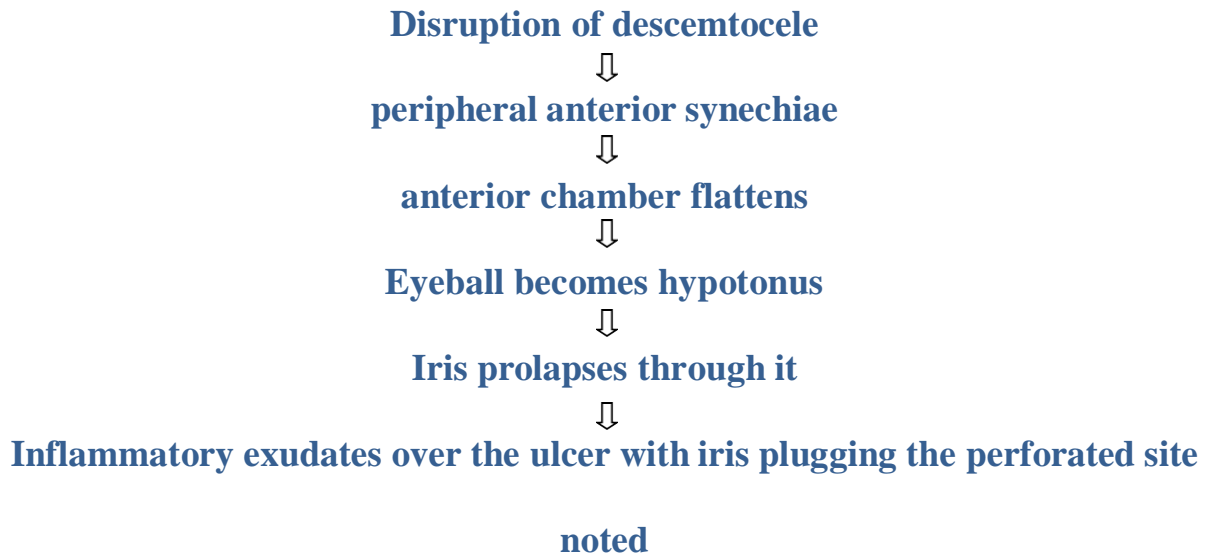 Disruption of descemtocele
⇩
peripheral anterior synechiae
⇩
anterior chamber flattens
⇩
Eyeball becomes hypotonus
⇩
Iris prolapses through it
⇩
Inflammatory exudates over the ulcer with iris plugging the perforated site
noted